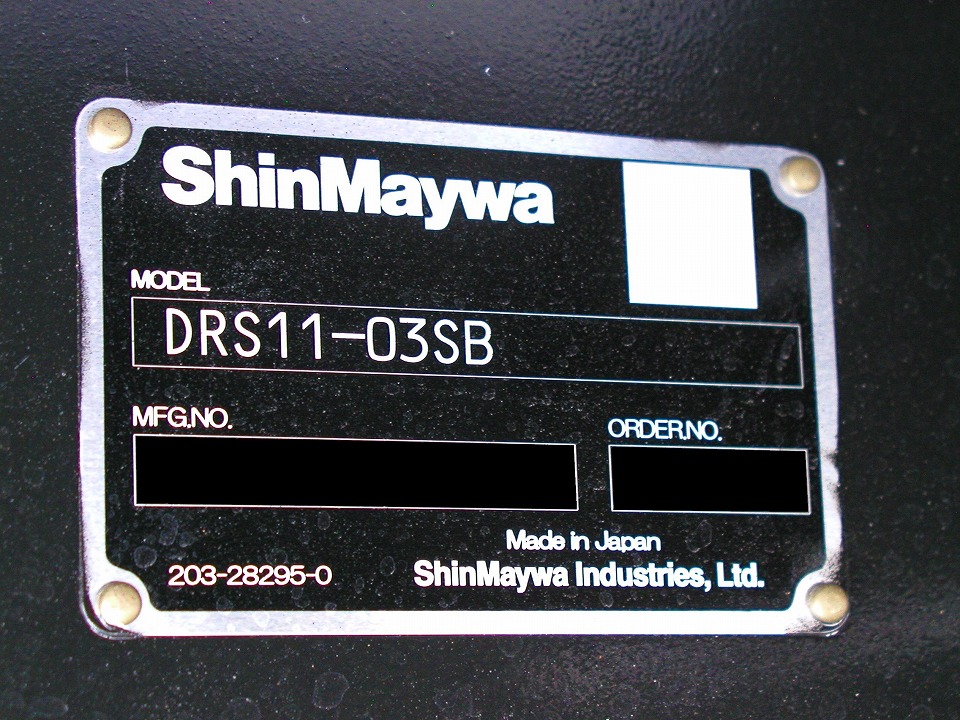 ShinMaywa
MODEL
DRS11-03SB
MFG.NO.
ORDER.NO.
Made in Japan
203-28295-0
ShinMaywa Industries, Ltd.